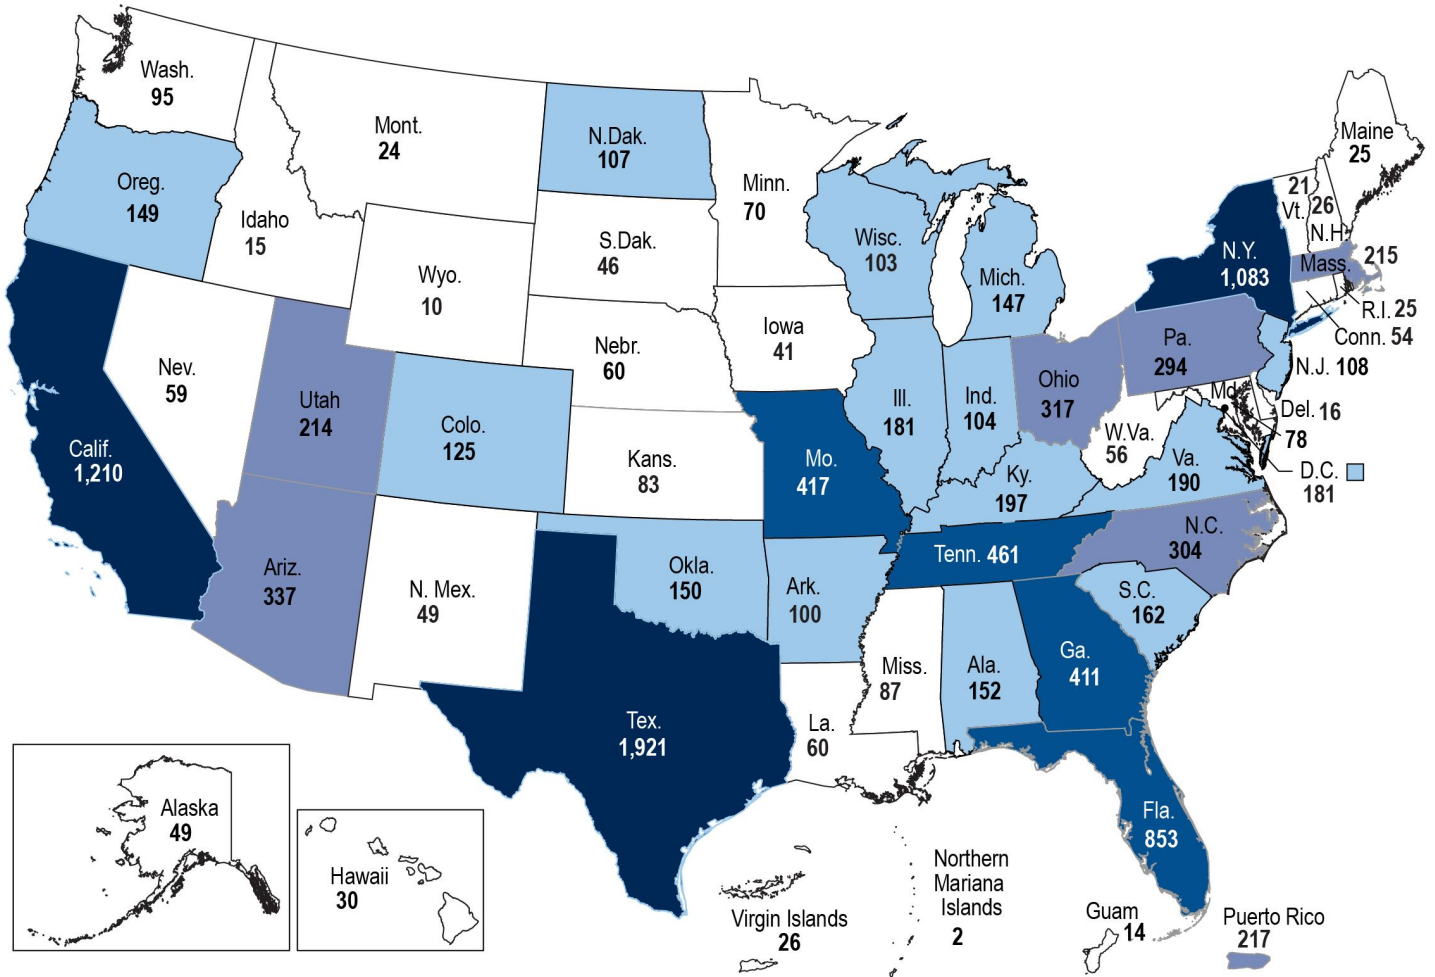 Wash.
95
Mont.
24
N.Dak.
107
Minn.
70
Maine
25
Oreg.
149
Idaho
15
S.Dak.
46
Wisc.
103
Mich.
147
N.Y.
1,083
21
Vt.
26
N.H.
Mass.
215
R.I. 25
Conn. 54
Wyo.
10
Iowa
41
Nebr.
60
Nev.
59
Utah
214
Colo.
125
Kans.
83
Ill.
181
Ind.
104
Ohio
317
Pa.
294
N.J. 108
Md.
78
Del. 16
D.C.
181
W.Va.
56
Va.
190
Ky.
197
Calif.
1,210
Mo.
417
N.C.
304
Tenn. 461
Ariz.
337
N. Mex.
49
Okla.
150
Ark.
100
S.C.
162
Miss.
87
Ala.
152
Ga.
411
Tex.
1,921
La.
60
Fla.
853
Alaska
49
Hawaii
30
Virgin Islands
26
Northern
Mariana
Islands
2
Guam
14
Puerto Rico
217